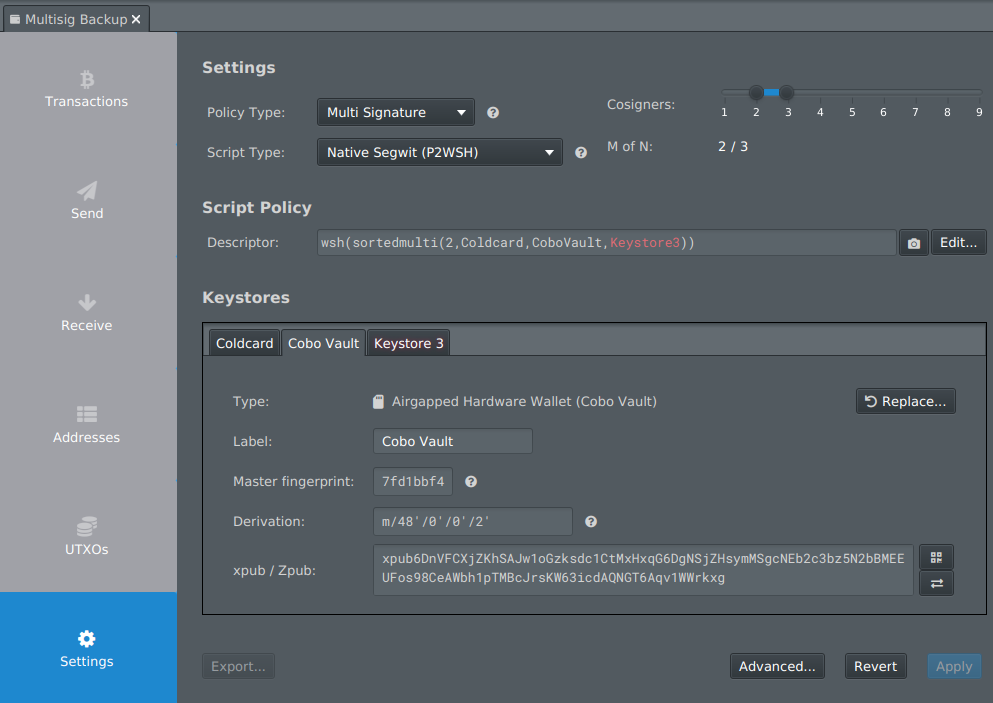 Multisig Backup
Transactions
Send
Receive
Addresses
UTXOs
Settings
Settings
Policy Type: Multi Signature
Cosigners: 1 2 3 4 5 6 7 8 9
Script Type: Native Segwit (P2WSH)
M of N: 2 / 3
Script Policy
Descriptor: wsh(sortedmulti(2,Coldcard,CoboVault,Keystore3)) Edit...
Keystores
Coldcard Cobo Vault Keystore 3
Type: Airgapped Hardware Wallet (Cobo Vault) Replace...
Label: Cobo Vault
Master fingerprint: 7fd1bbf4
Derivation: m/48'/0'/0'/2'
xpub / Zpub: xpub6DnVFCXjZKhSAJw1oGzksdc1CtMxHxqG6DgNSjZHsymMSgcNEb2c3bz5N2bBMEE
UFos98CeAWbh1pTMBcJrsKW63icdAQNGT6Aqv1WWrkxg
Export... Advanced... Revert Apply